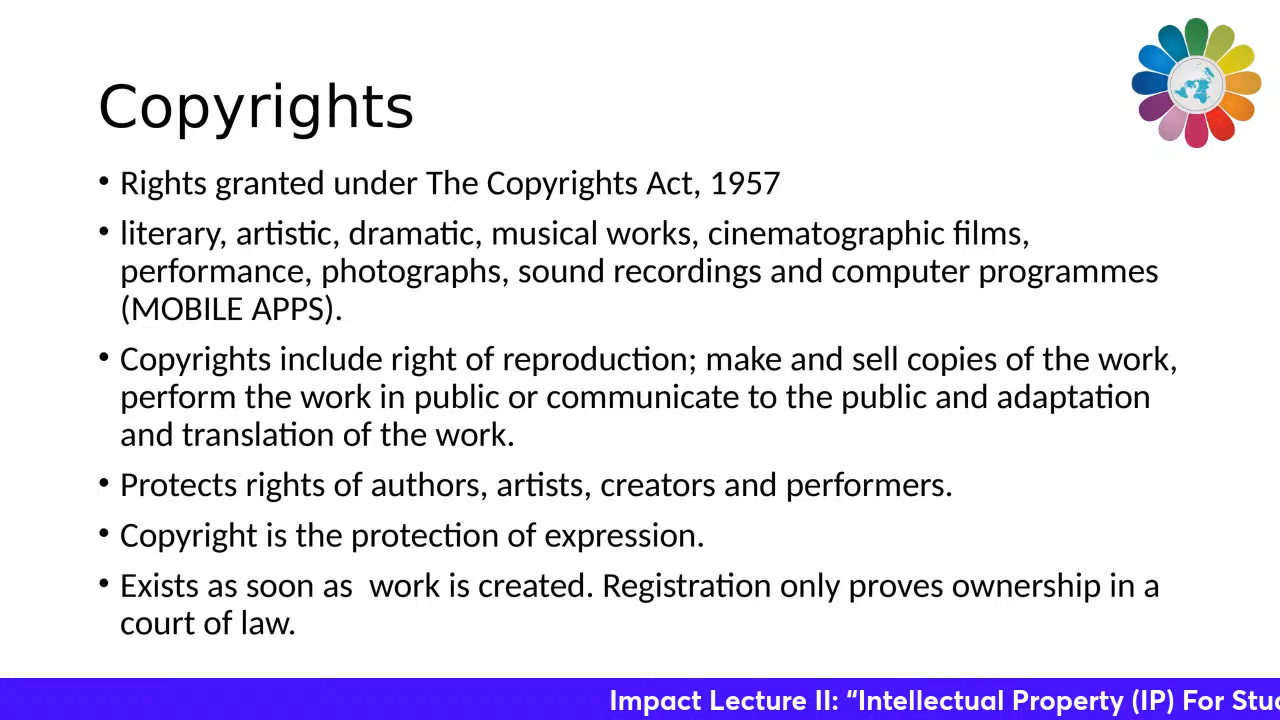 Copyrights
• Rights granted under The Copyrights Act, 1957
• literary, artistic, dramatic, musical works, cinematographic films,
performance, photographs, sound recordings and computer programmes
(MOBILE APPS).
• Copyrights include right of reproduction; make and sell copies of the work,
perform the work in public or communicate to the public and adaptation
and translation of the work.
• Protects rights of authors, artists, creators and performers.
• Copyright is the protection of expression.
• Exists as soon as  work is created. Registration only proves ownership in a
court of law.
Impact Lecture II: “Intellectual Property (IP) For